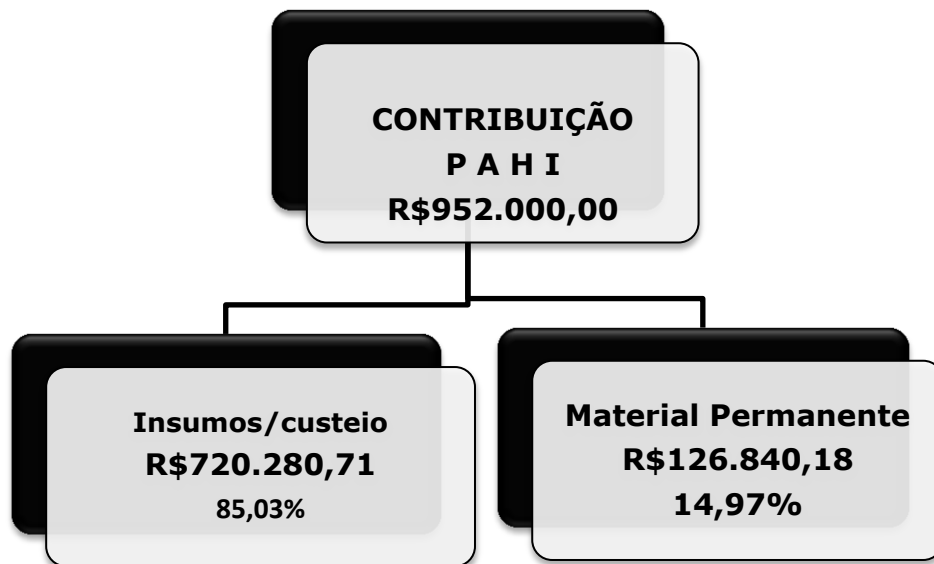 CONTRIBUIÇÃO
P A H I
R$952.000,00
Insumos/custeio
R$720.280,71
85,03%
Material Permanente
R$126.840,18
14,97%